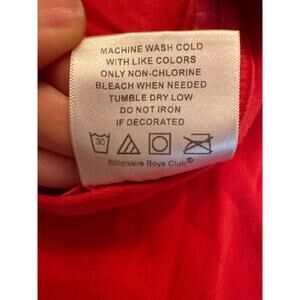 MACHINE WASH COLD
WITH LIKE COLORS
ONLY NON-CHLORINE
BLEACH WHEN NEEDED
TUMBLE DRY LOW
DO NOT IRON
IF DECORATED
30
Billionaire Boys Club®